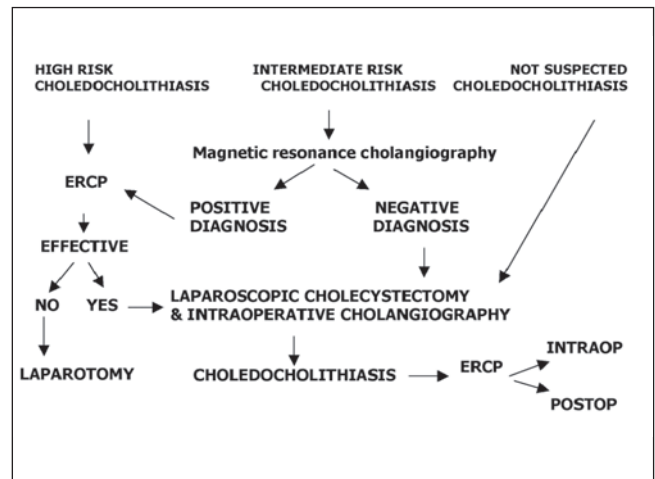 HIGH RISK
CHOLEDOCHOLITHIASIS
INTERMEDIATE RISK
CHOLEDOCHOLITHIASIS
NOT SUSPECTED
CHOLEDOCHOLITHIASIS
Magnetic resonance cholangiography
ERCP
POSITIVE
DIAGNOSIS
NEGATIVE
DIAGNOSIS
EFFECTIVE
NO
YES
LAPAROSCOPIC CHOLECYSTECTOMY
& INTRAOPERATIVE CHOLANGIOGRAPHY
LAPAROTOMY
CHOLEDOCHOLITHIASIS
ERCP
INTRAOP
POSTOP